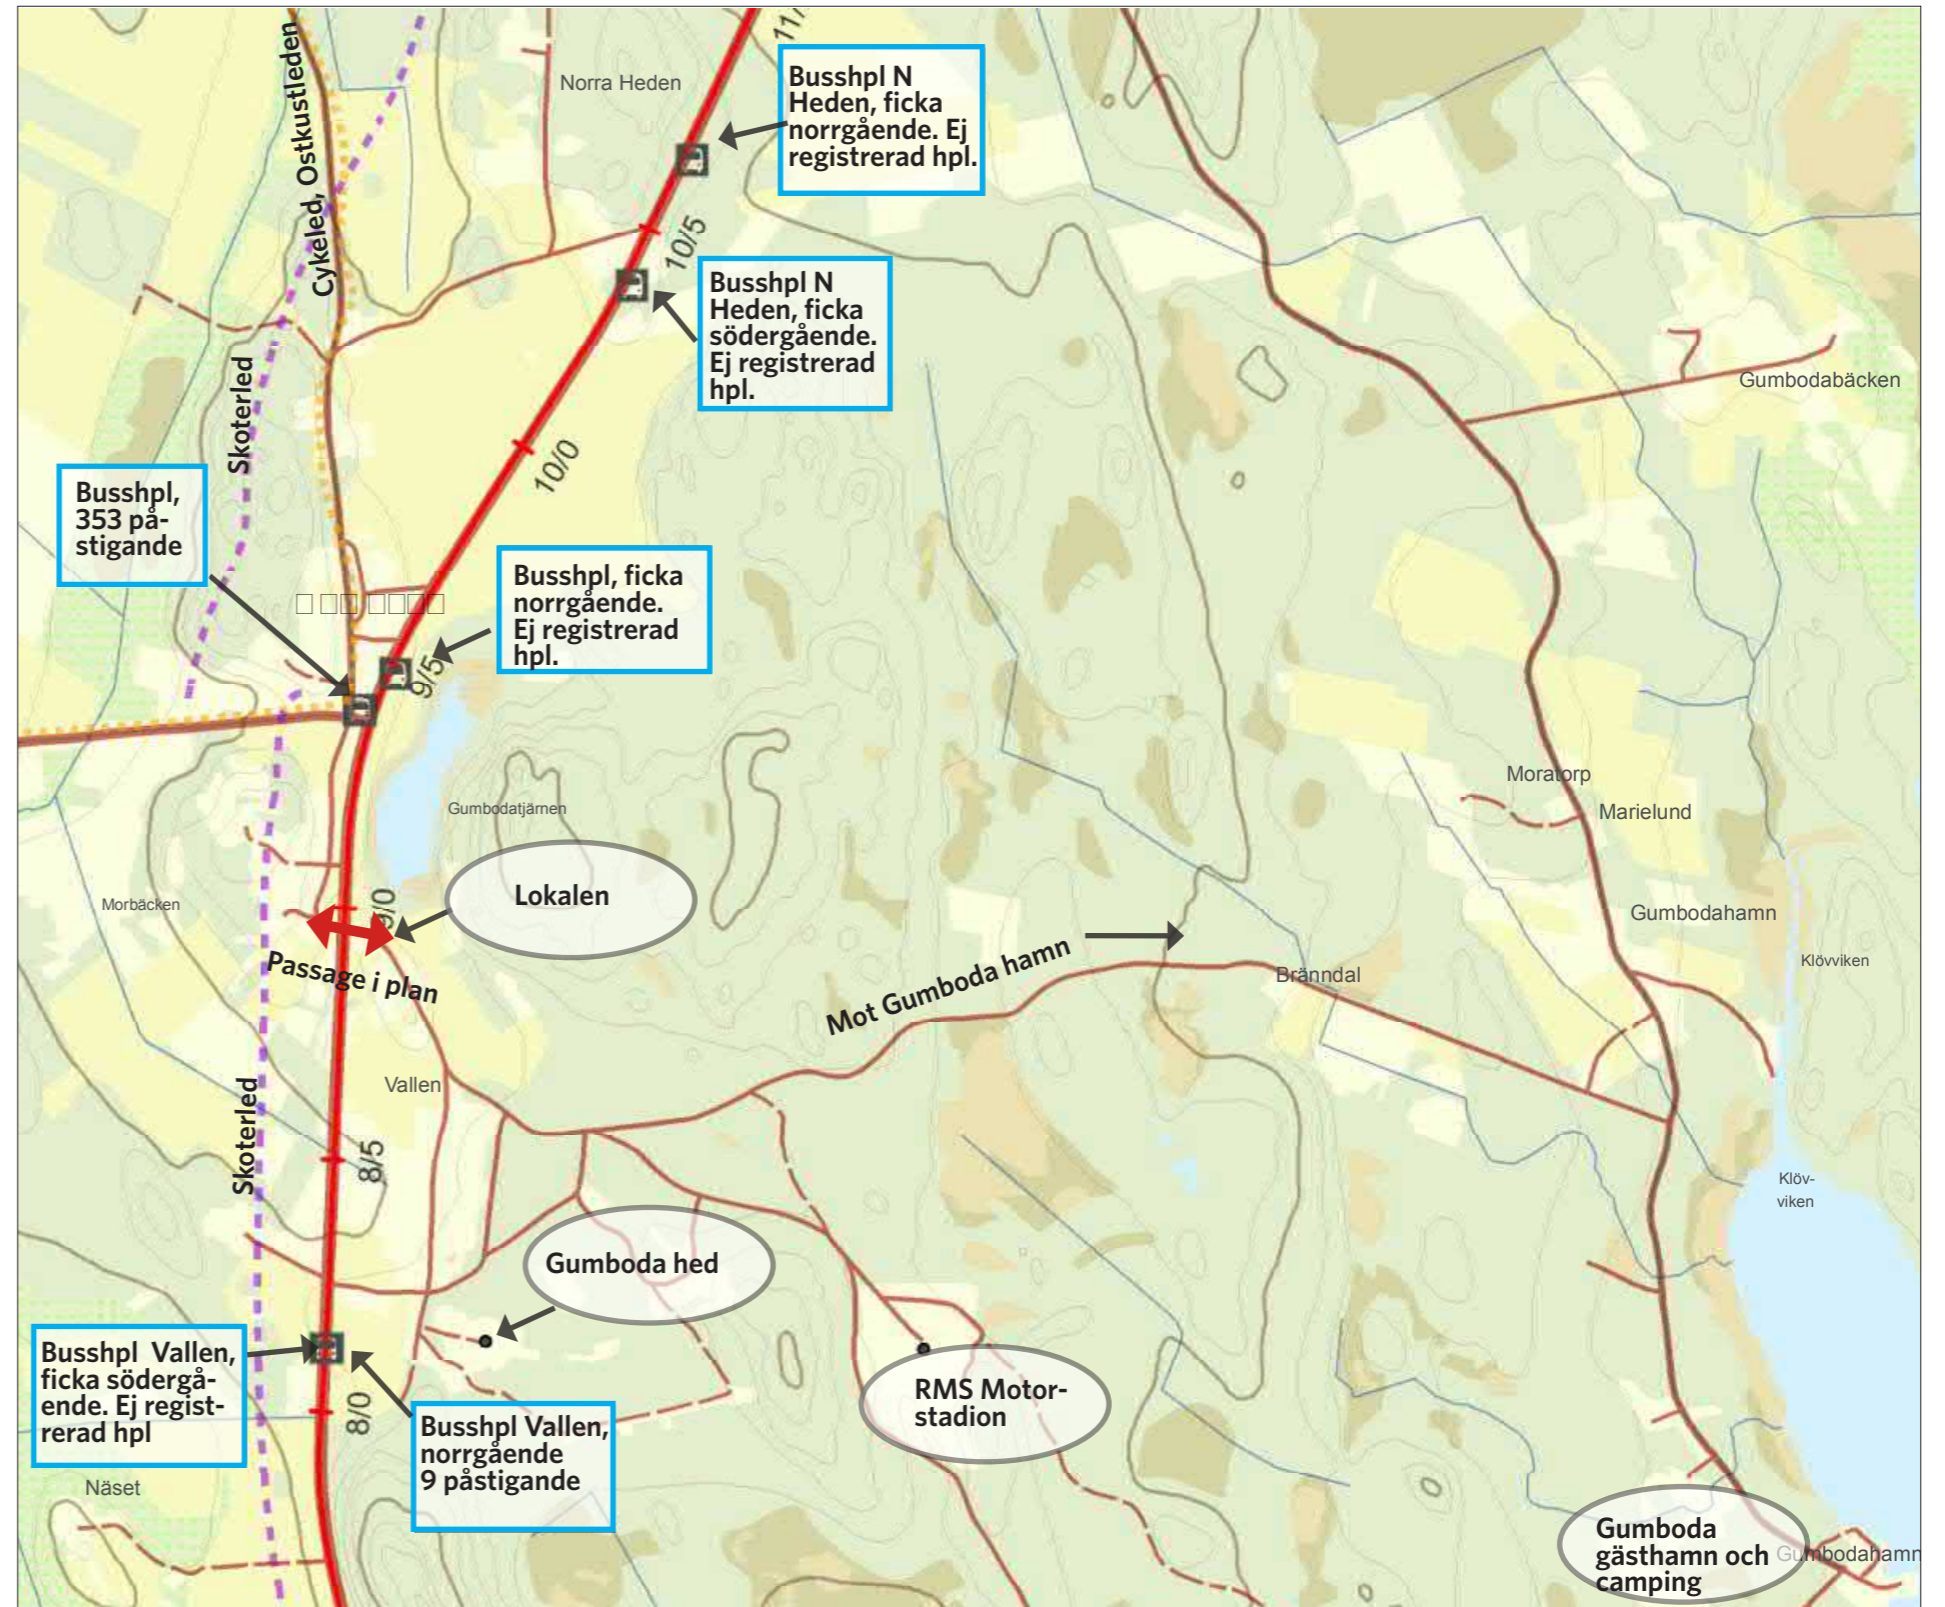 11/
Norra Heden
Busshpl N
Heden, ficka
norrgående. Ej
registrerad hpl.
Cykeled, Ostkustleden
10/5
Busshpl N
Heden, ficka
södergående.
Ej registrerad
hpl.
Gumbodabäcken
Skoterled
10/0
Busshpl,
353 på-
stigande
Busshpl, ficka
norrgående.
Ej registrerad
hpl.
9/5
Moratorp
Marielund
Gumbodatjärnen
Lokalen
Morbäcken
9/0
Gumbodahamn
Passage i plan
Mot Gumboda hamn
Klövviken
Bränndal
Vallen
Skoterled
8/5
Klöv-
viken
Gumboda hed
Busshpl Vallen,
ficka södergå-
ende. Ej regist-
rerad hpl
8/0
RMS Motor-
stadion
Busshpl Vallen,
norrgående
9 påstigande
Näset
Gumboda
gästhamn och
camping
Gumbodahamn